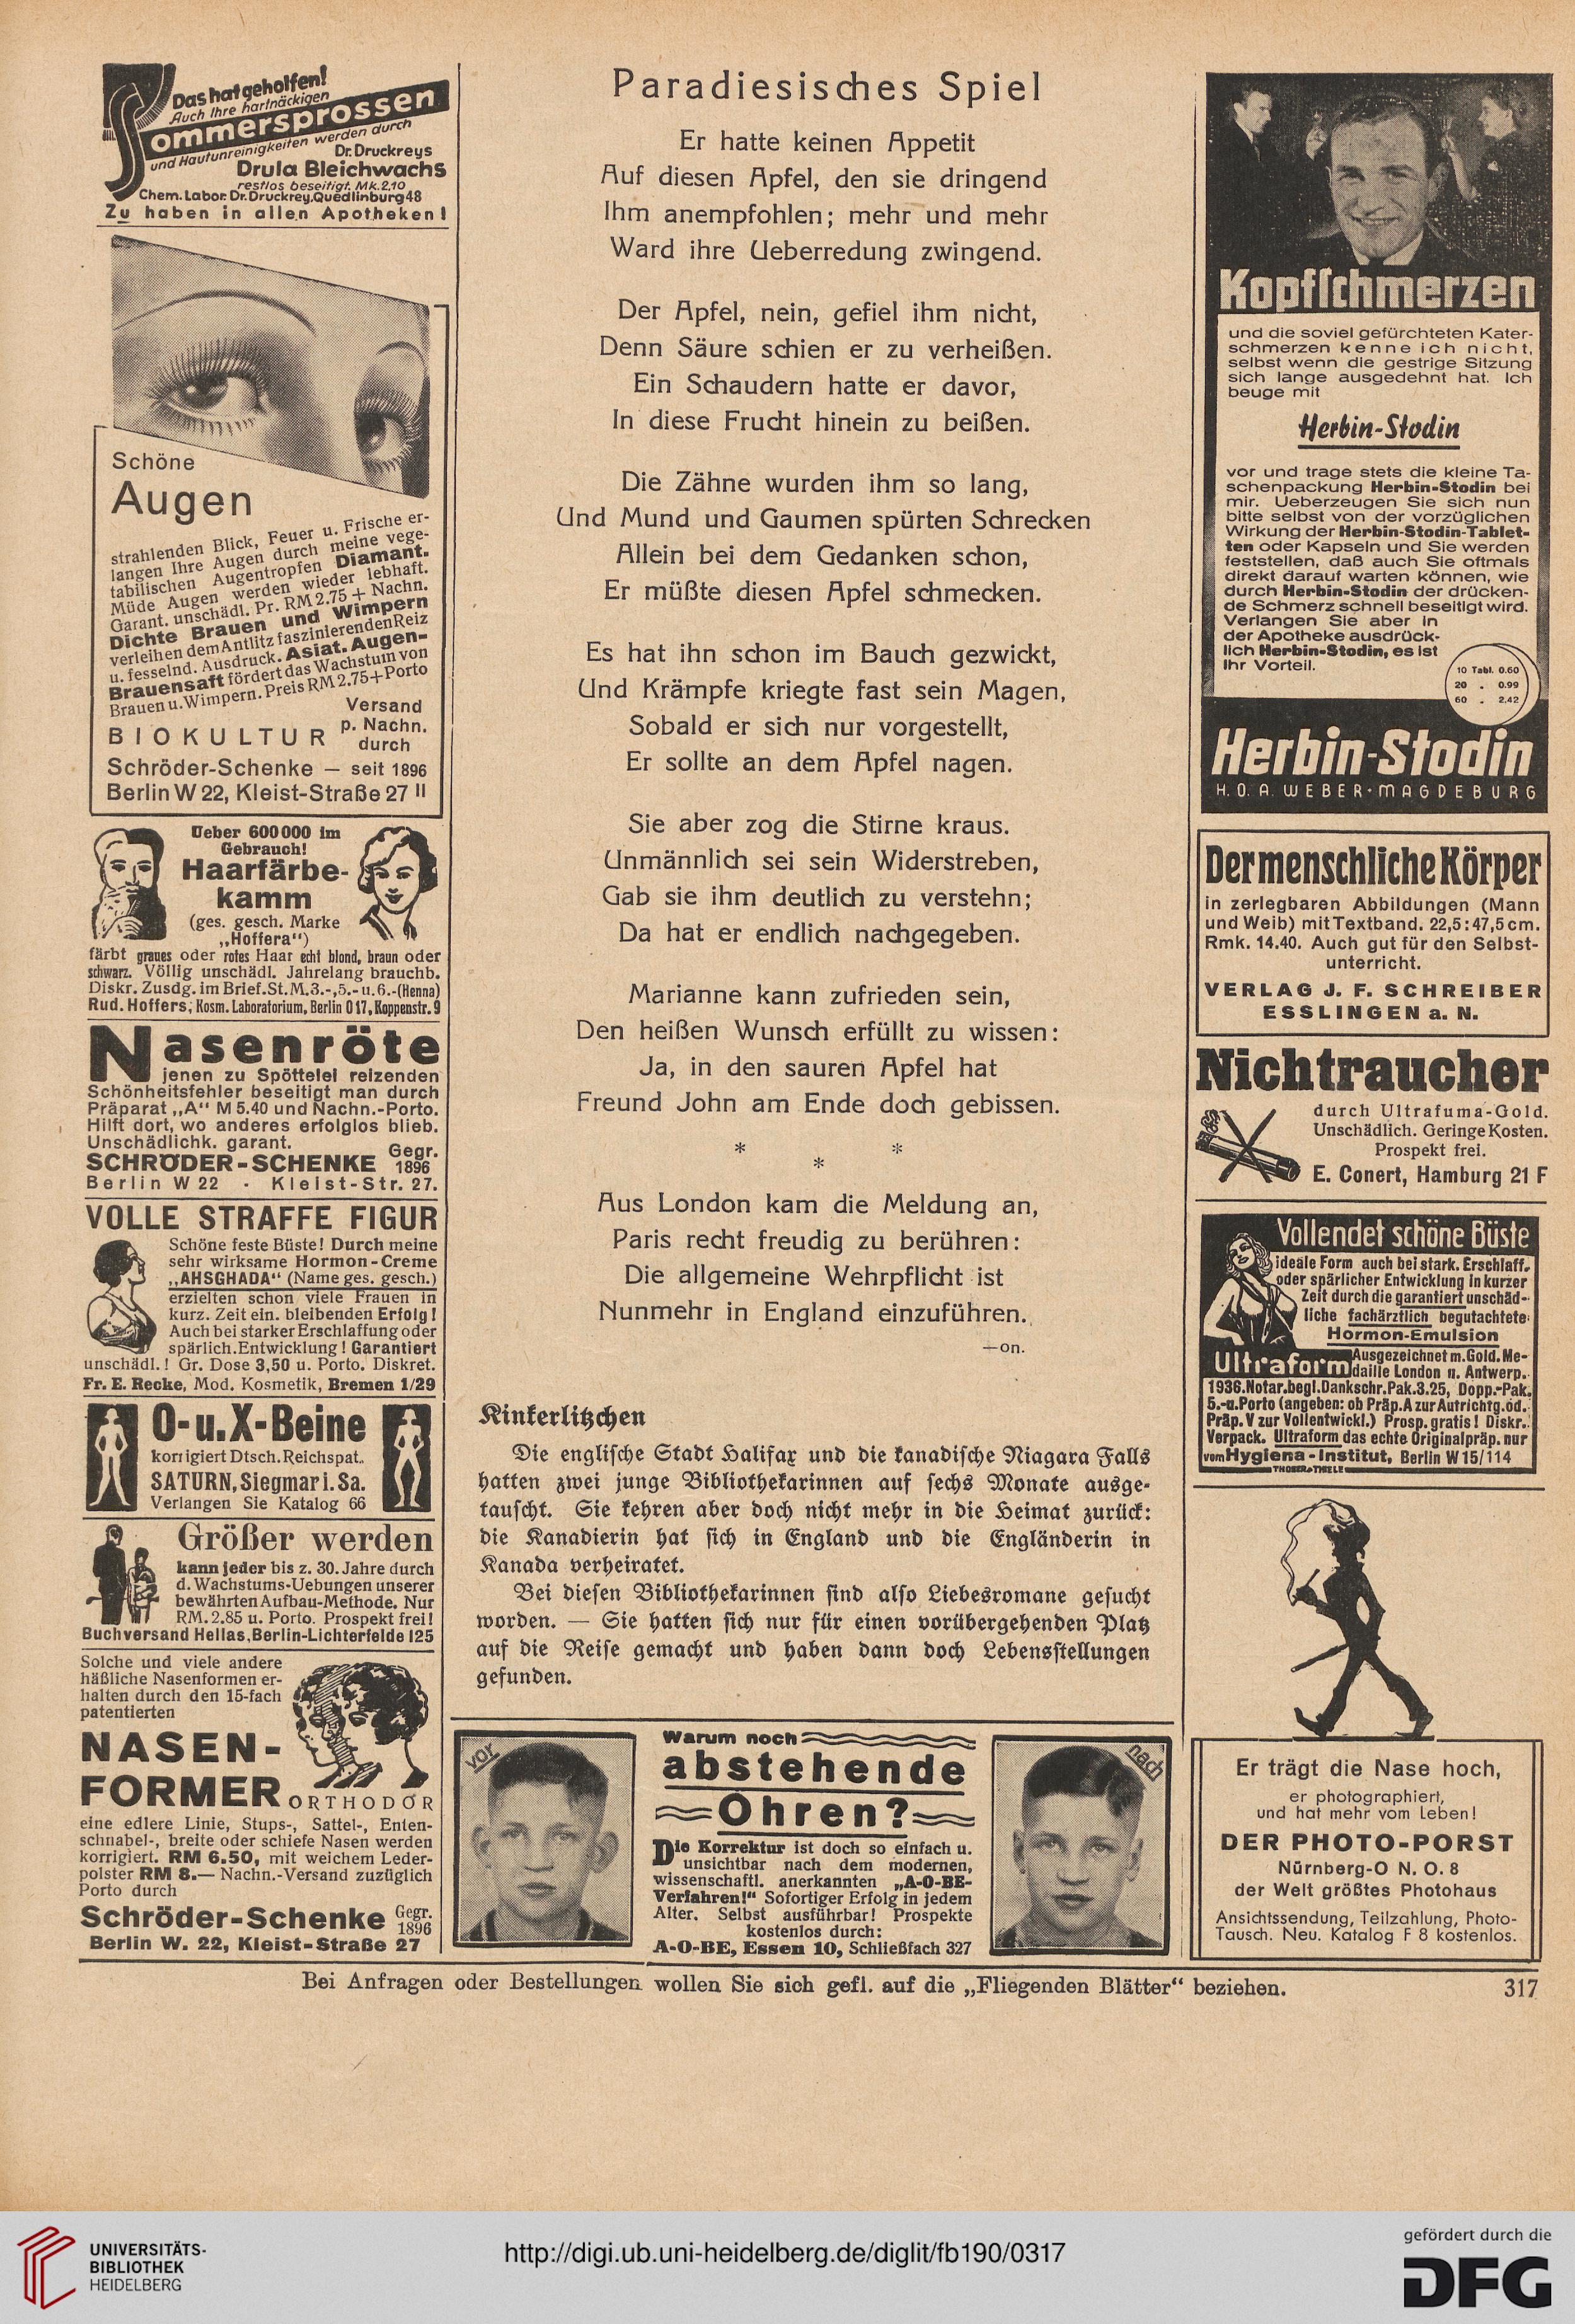 Das hat geholfen!
Auch Ihre hartnäckigen
Sommersprossen
und Hautunreinigkeiten werden durch
Dr. Druckreys
Drula Bleichwachs
restlos beseitigt. Mk. 2,10
Chem. Labor. Dr. Druckrey, Quedlinburg 48
Zu haben in allen Apotheken!
Schöne
Augen
strahlenden Blick, Feuer u. Frische er-
langen Ihre Augen durch meine vege-
tabilischen Augentropfen Diamant.
Müde Augen werden wieder lebhaft.
Garant. unschädl. Pr. RM 2.75 + Nachn.
Dichte Brauen und Wimpern
verleihen dem Antlitz faszinierenden Reiz
u. fesselnd. Ausdruck. Asiat. Augen-
Brauensaft fördert das Wachstum von
Brauen u. Wimpern. Preis RM 2.75 + Porto
Versand
BIOKULTUR p. Nachn.
durch
Schröder-Schenke — seit 1896
Berlin W 22, Kleist-Straße 27 II
Ueber 600 000 im
Gebrauch!
Haarfärbe-
kamm
(ges. gesch. Marke
„Hoffera“)
färbt graues oder rotes Haar echt blond, braun oder
schwarz. Völlig unschädl. Jahrelang brauchb.
Diskr. Zusdg. im Brief. St. M. 3.-, 5.- u. 6.- (Henna)
Rud. Hoffers, Kosm. Laboratorium, Berlin O 17, Koppenstr. 9
Nasenröte
jenen zu Spöttelei reizenden
Schönheitsfehler beseitigt man durch
Präparat „A“ M 5.40 und Nachn.-Porto.
Hilft dort, wo anderes erfolglos blieb.
Unschädlichk. garant.
SCHRÖDER-SCHENKE Gegr. 1896
Berlin W 22 · Kleist-Str. 27.
VOLLE STRAFFE FIGUR
Schöne feste Büste! Durch meine
sehr wirksame Hormon-Creme
„AHSGHADA“ (Name ges. gesch.)
erzielten schon viele Frauen in
kurz. Zeit ein. bleibenden Erfolg!
Auch bei starker Erschlaffung oder
spärlich. Entwicklung! Garantiert
unschädl.! Gr. Dose 3,50 u. Porto. Diskret.
Fr. E. Recke, Mod. Kosmetik, Bremen 1/29
O- u. X-Beine
korrigiert Dtsch. Reichspat.
SATURN, Siegmar i. Sa.
Verlangen Sie Katalog 66
Größer werden
kann jeder bis z. 30. Jahre durch
d. Wachstums-Uebungen unserer
bewährten Aufbau-Methode. Nur
RM. 2.85 u. Porto. Prospekt frei!
Buchversand Hellas, Berlin-Lichterfelde 125
Solche und viele andere
häßliche Nasenformen er-
halten durch den 15-fach
patentierten
NASEN-
FORMER ORTHODOR
eine edlere Linie, Stups-, Sattel-, Enten-
schnabel-, breite oder schiefe Nasen werden
korrigiert. RM 6.50, mit weichem Leder-
polster RM 8.— Nachn.-Versand zuzüglich
Porto durch
Schröder-Schenke Gegr. 1896
Berlin W. 22, Kleist-Straße 27
Paradiesisches Spiel
Er hatte keinen Appetit
Auf diesen Apfel, den sie dringend
Ihm anempfohlen; mehr und mehr
Ward ihre Ueberredung zwingend.
Der Apfel, nein, gefiel ihm nicht,
Denn Säure schien er zu verheißen.
Ein Schaudern hatte er davor,
In diese Frucht hinein zu beißen.
Die Zähne wurden ihm so lang,
Und Mund und Gaumen spürten Schrecken
Allein bei dem Gedanken schon,
Er müßte diesen Apfel schmecken.
Es hat ihn schon im Bauch gezwickt,
Und Krämpfe kriegte fast sein Magen,
Sobald er sich nur vorgestellt,
Er sollte an dem Apfel nagen.
Sie aber zog die Stirne kraus.
Unmännlich sei sein Widerstreben,
Gab sie ihm deutlich zu verstehn;
Da hat er endlich nachgegeben.
Marianne kann zufrieden sein,
Den heißen Wunsch erfüllt zu wissen:
Ja, in den sauren Apfel hat
Freund John am Ende doch gebissen.
* * *
Aus London kam die Meldung an,
Paris recht freudig zu berühren:
Die allgemeine Wehrpflicht ist
Nunmehr in England einzuführen.
—on.
Kinkerlitzchen
Die englische Stadt Halifax und die kanadische Niagara Falls
hatten zwei junge Bibliothekarinnen auf sechs Monate ausge-
tauscht. Sie kehren aber doch nicht mehr in die Heimat zurück:
die Kanadierin hat sich in England und die Engländerin in
Kanada verheiratet.
Bei diesen Bibliothekarinnen sind also Liebesromane gesucht
worden. — Sie hatten sich nur für einen vorübergehenden Platz
auf die Reise gemacht und haben dann doch Lebensstellungen
gefunden.
vor
Warum noch
abstehende
Ohren?
Die Korrektur ist doch so einfach u.
unsichtbar nach dem modernen,
wissenschaftl. anerkannten „A-O-BE-
Verfahren!“ Sofortiger Erfolg in jedem
Alter. Selbst ausführbar! Prospekte
kostenlos durch:
A-O-BE, Essen 10, Schließfach 327
nach
Kopfschmerzen
und die soviel gefürchteten Kater-
schmerzen kenne ich nicht,
selbst wenn die gestrige Sitzung
sich lange ausgedehnt hat. Ich
beuge mit
Herbin-Stodin
vor und trage stets die kleine Ta-
schenpackung Herbin-Stodin bei
mir. Ueberzeugen Sie sich nun
bitte selbst von der vorzüglichen
Wirkung der Herbin-Stodin-Tablet-
ten oder Kapseln und Sie werden
feststellen, daß auch Sie oftmals
direkt darauf warten können, wie
durch Herbin-Stodin der drücken-
de Schmerz schnell beseitigt wird.
Verlangen Sie aber in
der Apotheke ausdrück-
lich Herbin-Stodin, es ist
Ihr Vorteil.
10 Tabl. 0.60
20 „ 0.99
60 „ 2.42
Herbin-Stodin
H. O. A. WEBER · MAGDEBURG
Der menschliche Körper
in zerlegbaren Abbildungen (Mann
und Weib) mit Textband. 22,5 : 47,5 cm.
Rmk. 14.40. Auch gut für den Selbst-
unterricht.
VERLAG J. F. SCHREIBER
ESSLINGEN a. N.
Nichtraucher
durch Ultrafuma-Gold.
Unschädlich. Geringe Kosten.
Prospekt frei.
E. Conert, Hamburg 21 F
Vollendet schöne Büste
ideale Form auch bei stark. Erschlaff.
oder spärlicher Entwicklung in kurzer
Zeit durch die garantiert unschäd-
liche fachärztlich begutachtete
Hormon-Emulsion
Ultraform Ausgezeichnet m. Gold. Me-
daille London u. Antwerp.
1936. Notar. begl. Dankschr. Pak. 3.25, Dopp.-Pak.
5.- u. Porto (angeben: ob Präp. A zur Aufrichtg. od.
Präp. V zur Vollentwickl.) Prosp. gratis! Diskr.
Verpack. Ultraform das echte Originalpräp. nur
vom Hygiena-Institut, Berlin W 15/114
Er trägt die Nase hoch,
er photographiert,
und hat mehr vom Leben!
DER PHOTO-PORST
Nürnberg-O N. O. 8
der Welt größtes Photohaus
Ansichtssendung, Teilzahlung, Photo-
Tausch. Neu. Katalog F 8 kostenlos.
Bei Anfragen oder Bestellungen wollen Sie sich gefl. auf die „Fliegenden Blätter“ beziehen.
317
UNIVERSITÄTS-
BIBLIOTHEK
HEIDELBERG
http://digi.ub.uni-heidelberg.de/diglit/fb190/0317
gefördert durch die
DFG